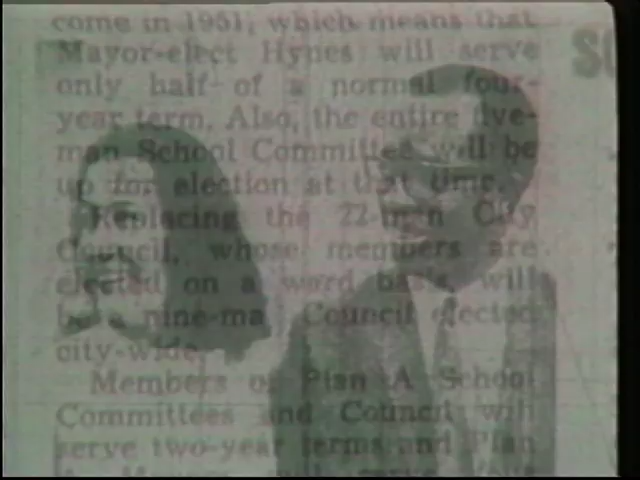 come in 1951, which means that
Mayor-elect Hynes will serve
only half of a normal four-
year term. Also, the entire five-
man School Committee will be
up for election at that time.
Replacing the 22-man City
Council, whose members are
elected on a ward basis, will
be a nine-man Council elected
city-wide.
Members of Plan A School
Committees and Council will
serve two-year terms and Plan
A